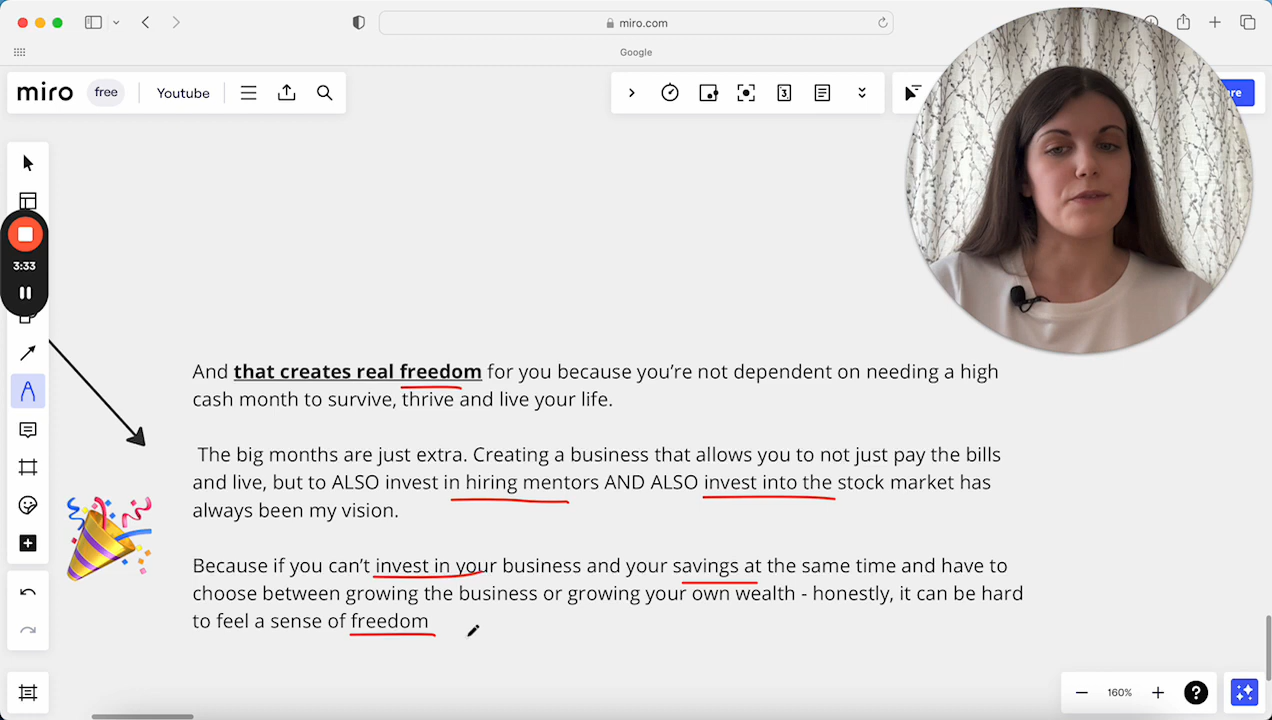 miro.com
Google
miro
free
Youtube
3
re
3:33
And that creates real freedom for you because you’re not dependent on needing a high
cash month to survive, thrive and live your life.
The big months are just extra. Creating a business that allows you to not just pay the bills
and live, but to ALSO invest in hiring mentors AND ALSO invest into the stock market has
always been my vision.
Because if you can’t invest in your business and your savings at the same time and have to
choose between growing the business or growing your own wealth - honestly, it can be hard
to feel a sense of freedom
160%
?